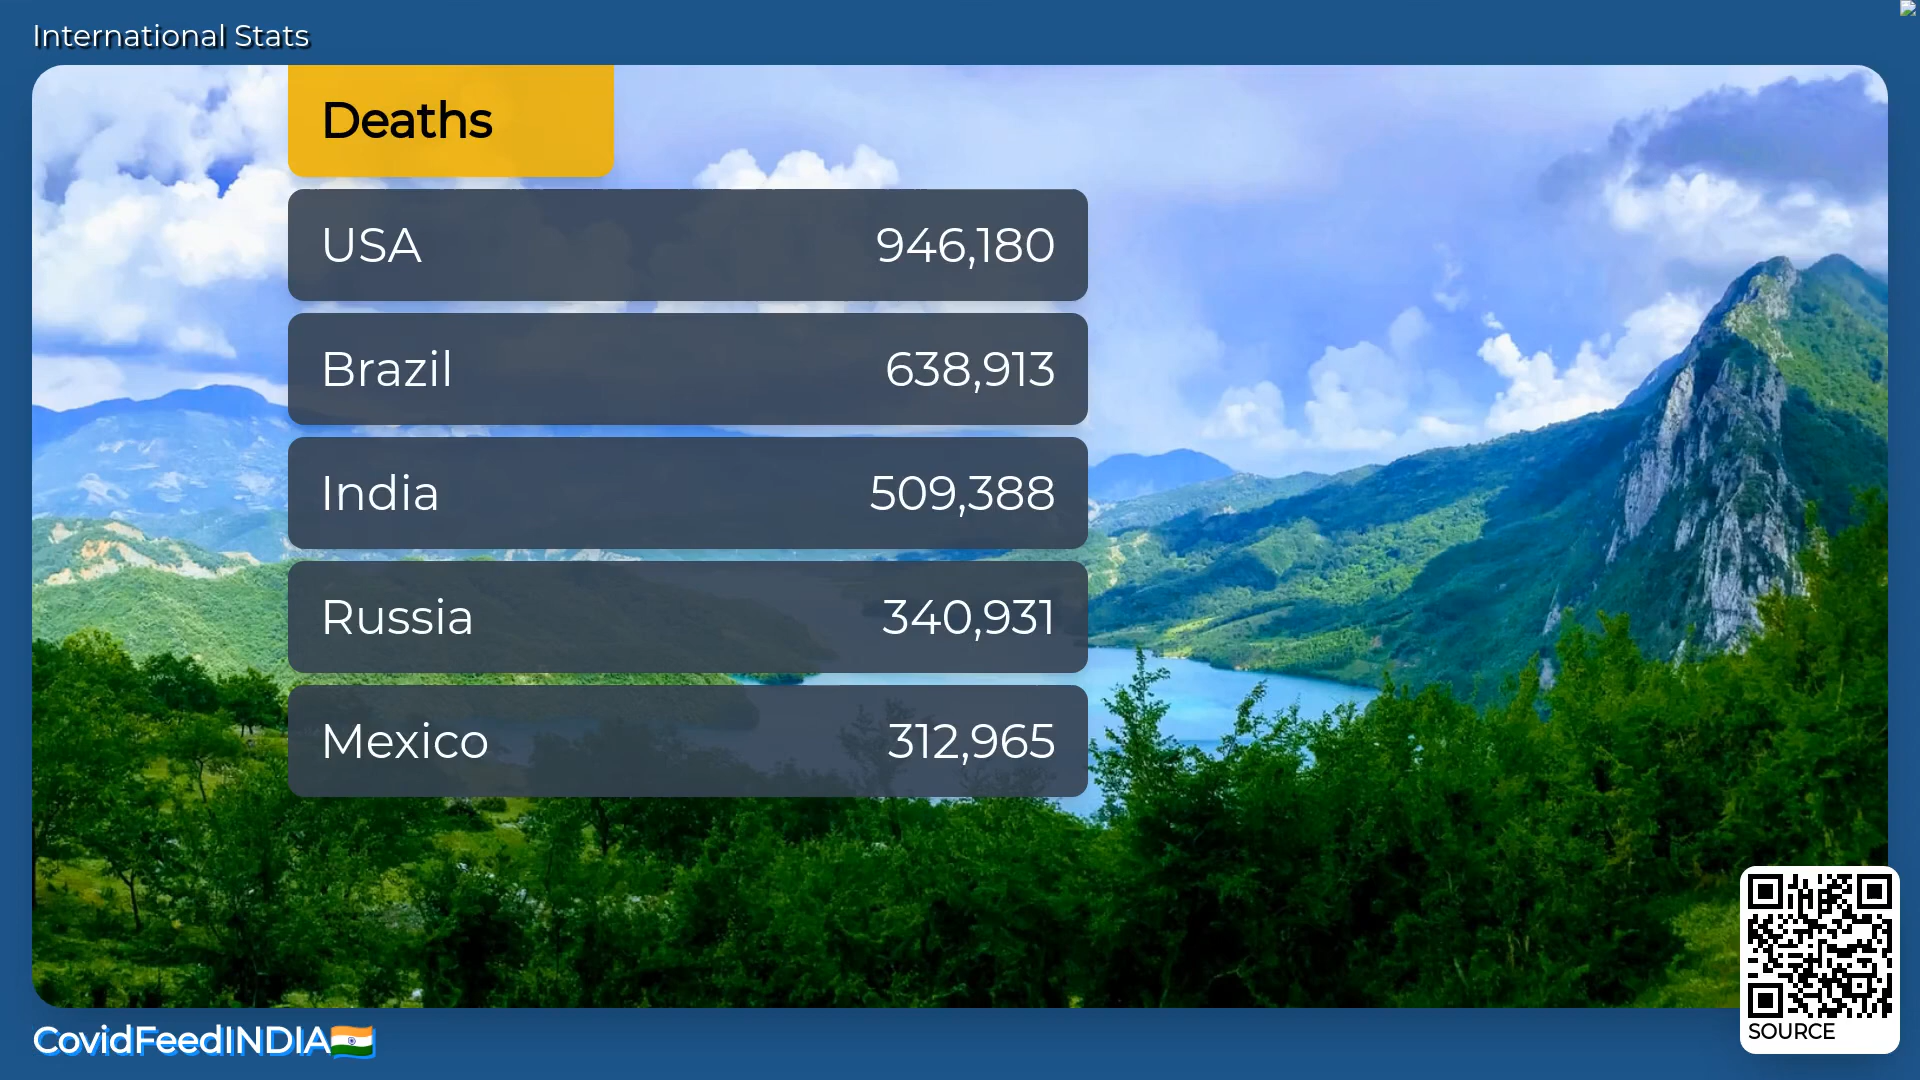 International Stats
Deaths
USA 946,180
Brazil 638,913
India 509,388
Russia 340,931
Mexico 312,965
CovidFeedINDIA🇮🇳
SOURCE